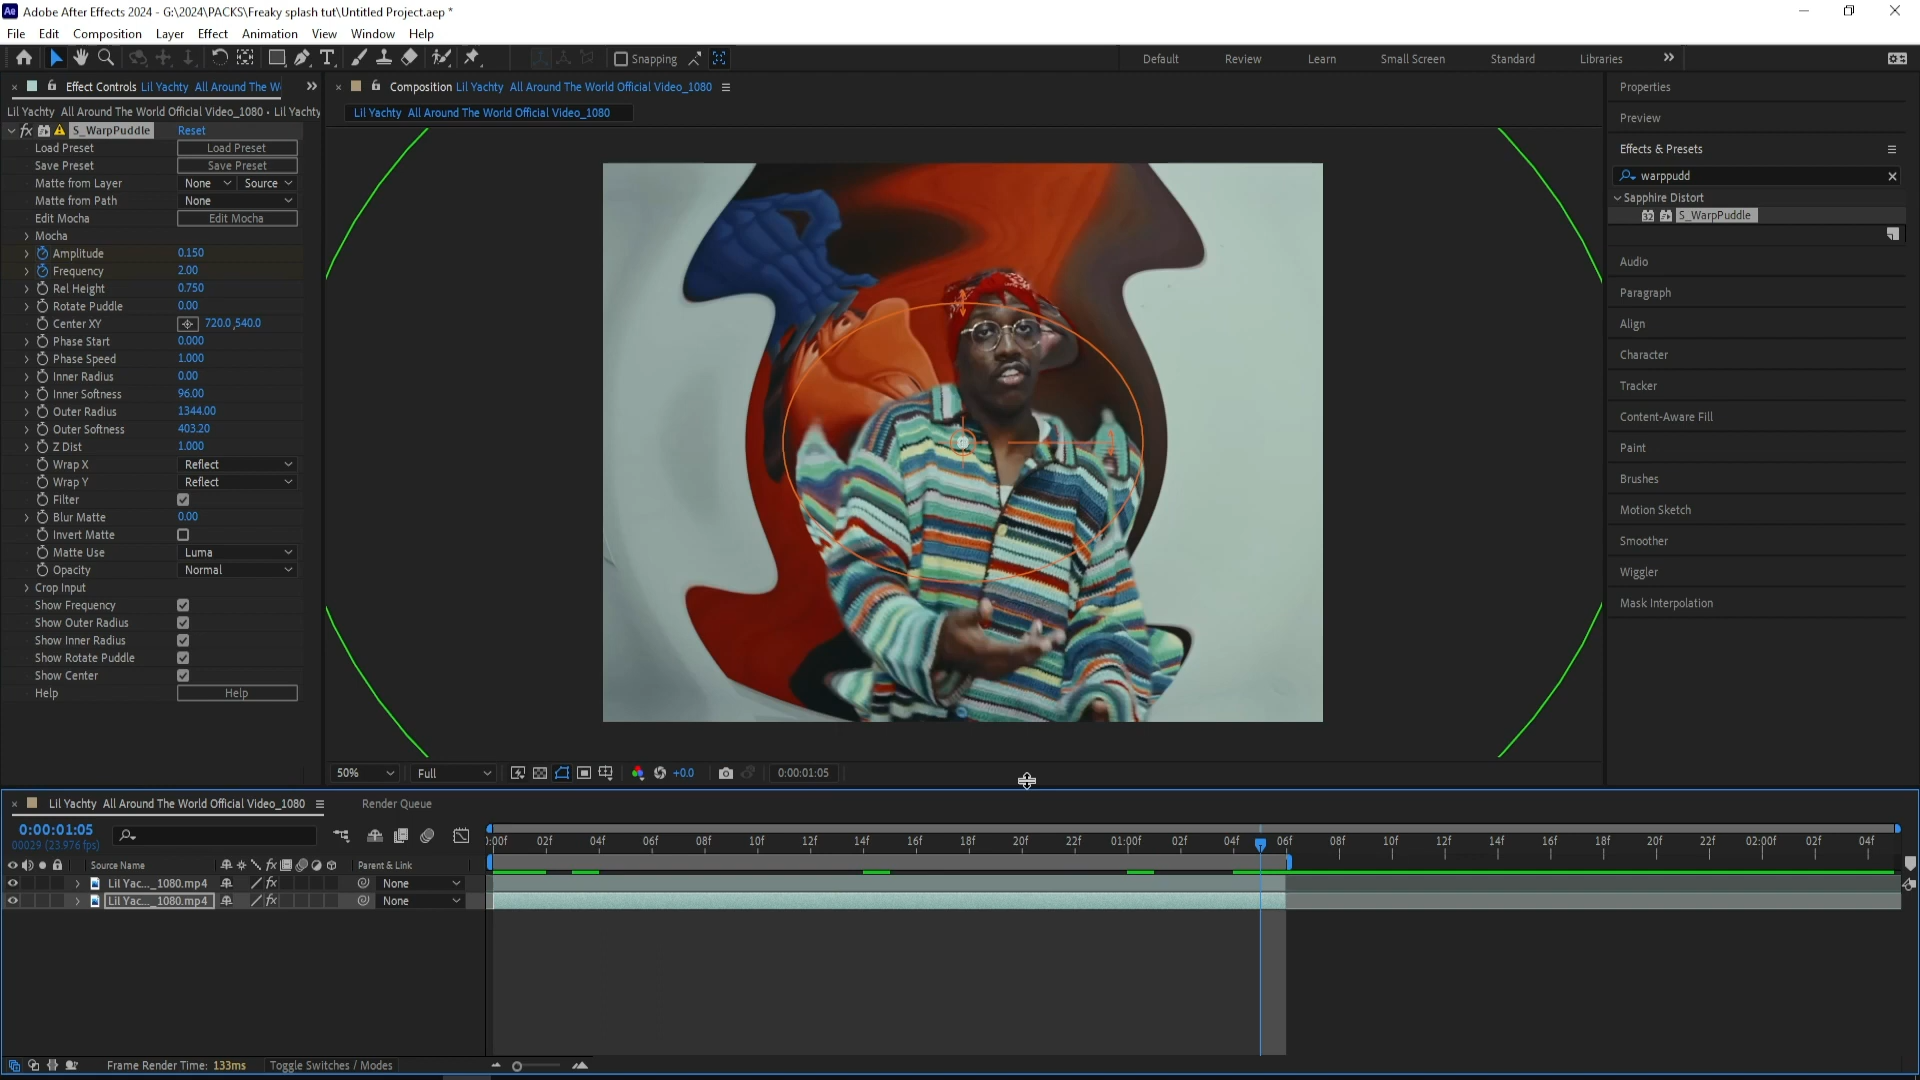 Adobe After Effects 2024 - G:\2024\PACKS\Freaky splash tut\Untitled Project.aep *
File Edit Composition Layer Effect Animation View Window Help
Snapping
Default Review Learn Small Screen Standard Libraries
Effect Controls Lil Yachty All Around The W
Composition Lil Yachty All Around The World Official Video_1080
Lil Yachty All Around The World Official Video_1080 • Lil Yachty
Lil Yachty All Around The World Official Video_1080
fx S_WarpPuddle Reset
Load Preset Load Preset
Save Preset Save Preset
Matte from Layer None Source
Matte from Path None
Edit Mocha Edit Mocha
Mocha
Amplitude 0.150
Frequency 2.00
Rel Height 0.750
Rotate Puddle 0.00
Center XY 720.0,540.0
Phase Start 0.000
Phase Speed 1.000
Inner Radius 0.00
Inner Softness 96.00
Outer Radius 1344.00
Outer Softness 403.20
Z Dist 1.000
Wrap X Reflect
Wrap Y Reflect
Filter
Blur Matte 0.00
Invert Matte
Matte Use Luma
Opacity Normal
Crop Input
Show Frequency
Show Outer Radius
Show Inner Radius
Show Rotate Puddle
Show Center
Help Help
Properties
Preview
Effects & Presets
warppudd
Sapphire Distort
32 S_WarpPuddle
Audio
Paragraph
Align
Character
Tracker
Content-Aware Fill
Paint
Brushes
Motion Sketch
Smoother
Wiggler
Mask Interpolation
50% Full +0.0 0:00:01:05
Lil Yachty All Around The World Official Video_1080 Render Queue
0:00:01:05
00029 (23.976 fps)
:00f 02f 04f 06f 08f 10f 12f 14f 16f 18f 20f 22f 01:00f 02f 04f 06f 08f 10f 12f 14f 16f 18f 20f 22f 02:00f 02f 04f
Source Name fx Parent & Link
Lil Yac..._1080.mp4 fx None
Lil Yac..._1080.mp4 fx None
Frame Render Time: 133ms Toggle Switches / Modes